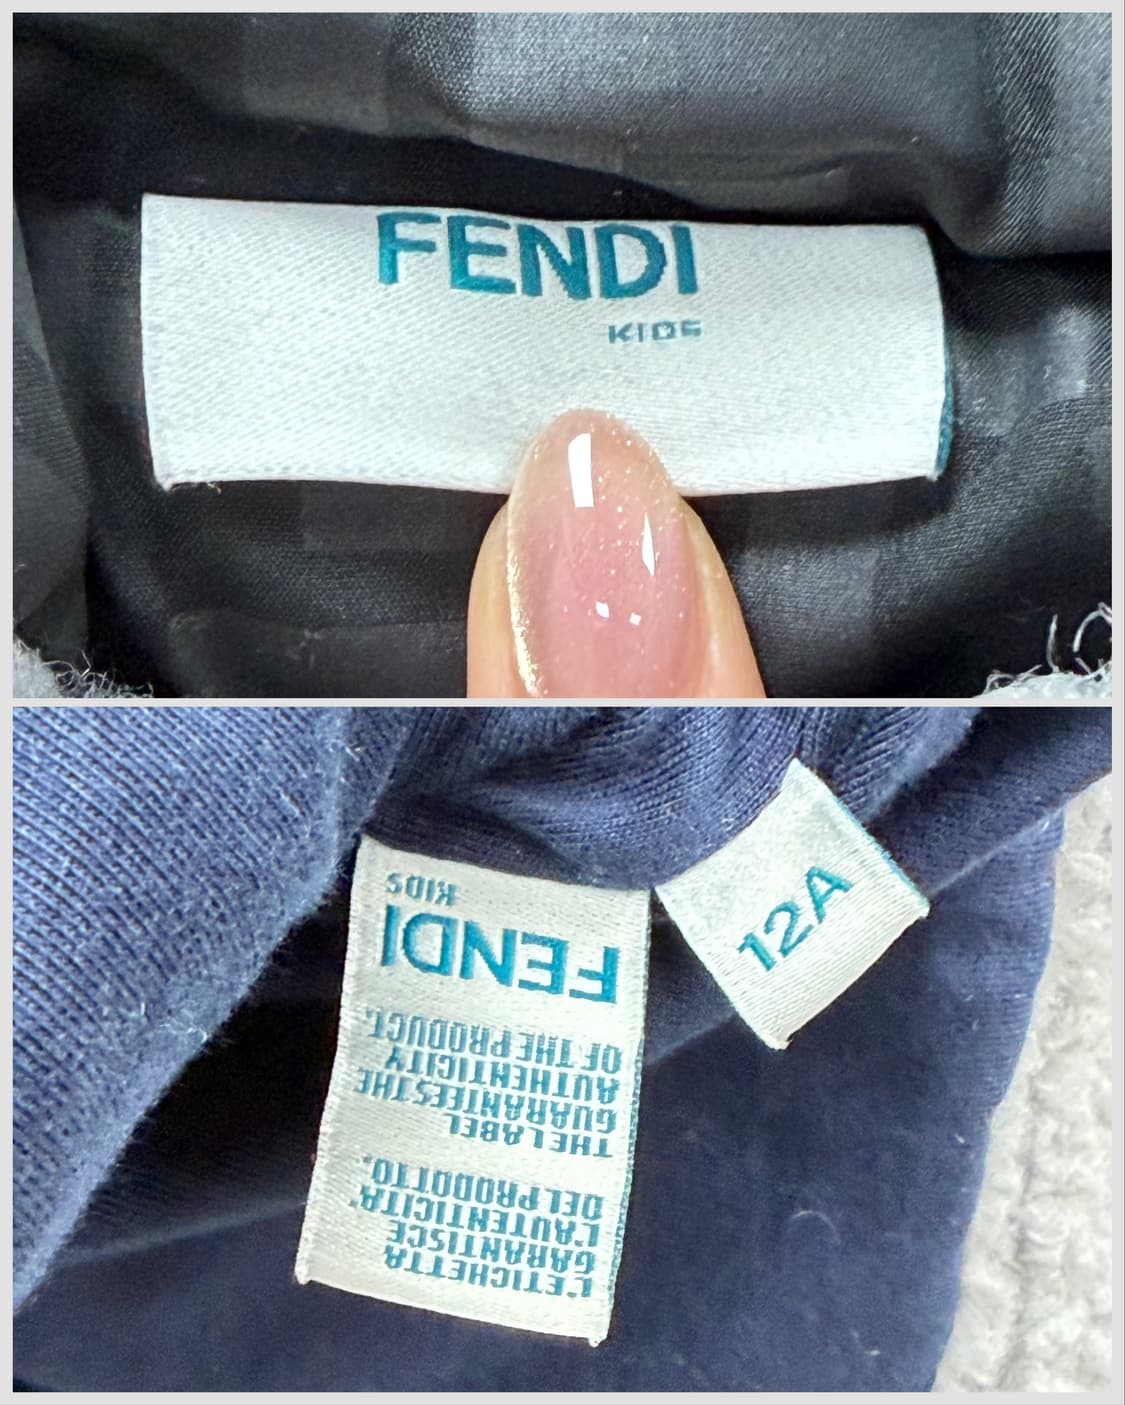 FENDI
KIDS
12A
L'ETICHETTA
GARANTISCE
L'AUTENTICITA'
DEL PRODOTTO.
THE LABEL
GUARANTEES THE
AUTHENTICITY
OF THE PRODUCT.
FENDI
KIDS